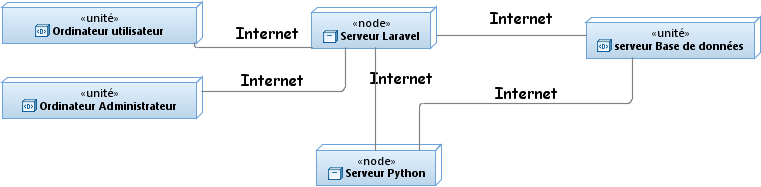 «unité»
Ordinateur utilisateur
Internet
«node»
Serveur Laravel
Internet
«unité»
serveur Base de données
«unité»
Ordinateur Administrateur
Internet
Internet
Internet
«node»
Serveur Python